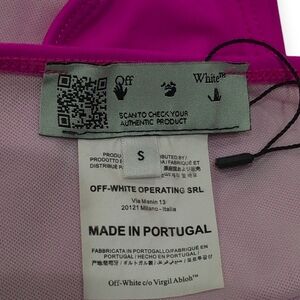 Off White™
SCAN TO CHECK YOUR
AUTHENTIC PRODUCT
S
OFF-WHITE OPERATING SRL
Via Manin 13
20121 Milano - Italia
MADE IN PORTUGAL
FABBRICATA IN PORTOGALLO/FABRIQUÉ EN
PORTUGAL / HECHO EN PORTUGAL /
Off-White c/o Virgil Abloh™